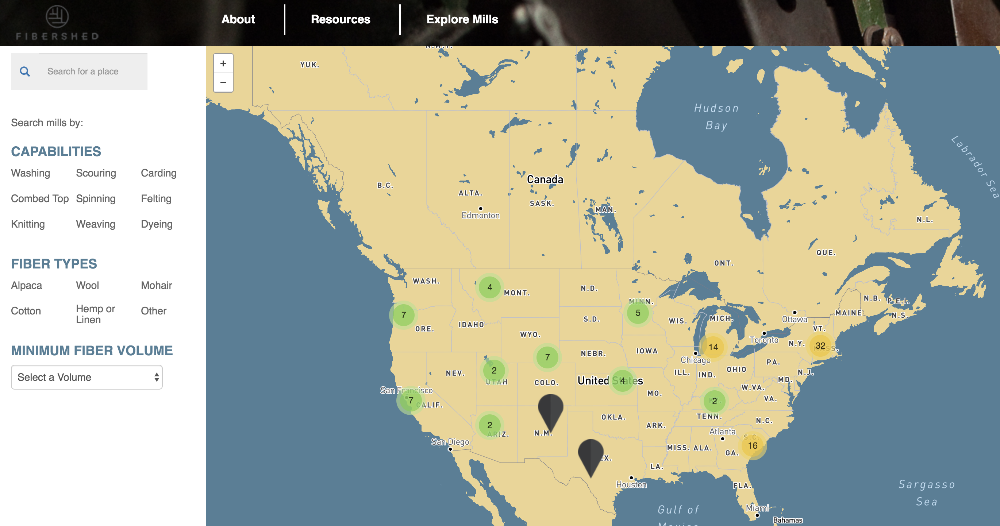 FIBERSHED
About
Resources
Explore Mills
Search for a place
Search mills by:
CAPABILITIES
Washing Scouring Carding
Combed Top Spinning Felting
Knitting Weaving Dyeing
FIBER TYPES
Alpaca Wool Mohair
Cotton Hemp or Linen Other
MINIMUM FIBER VOLUME
Select a Volume
+
−
N.W.T.
YUK.
Hudson
Bay
Labrador Sea
Canada
B.C.
ALTA.
SASK.
Edmonton
MAN.
N.L.
QUE.
ONT.
WASH.
4
MONT.
N.D.
MINN.
N.B.
P.E.I.
7
5
MAINE
N.S.
ORE.
IDAHO
S.D.
WIS.
MICH.
Ottawa
VT.
WYO.
Toronto
14
N.Y.
32
MASS.
7
NEBR.
IOWA
Chicago
PA.
2
NEV.
UTAH
COLO.
United States
4
ILL.
IND.
OHIO
N.J.
MD.
San Francisco
7
CALIF.
MO.
W.VA.
VA.
2
KY.
TENN.
N.C.
OKLA.
2
ARIZ.
N.M.
ARK.
Atlanta
S.C.
16
San Diego
MISS.
ALA.
GA.
EX.
LA.
Houston
FLA.
Sargasso
Sea
Gulf of
Mexico
Miami
Bahamas